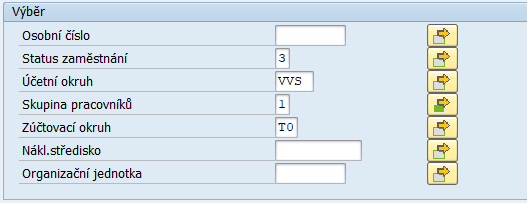 Výběr
Osobní číslo
Status zaměstnání 3
Účetní okruh VVS
Skupina pracovníků 1
Zúčtovací okruh T0
Nákl.středisko
Organizační jednotka